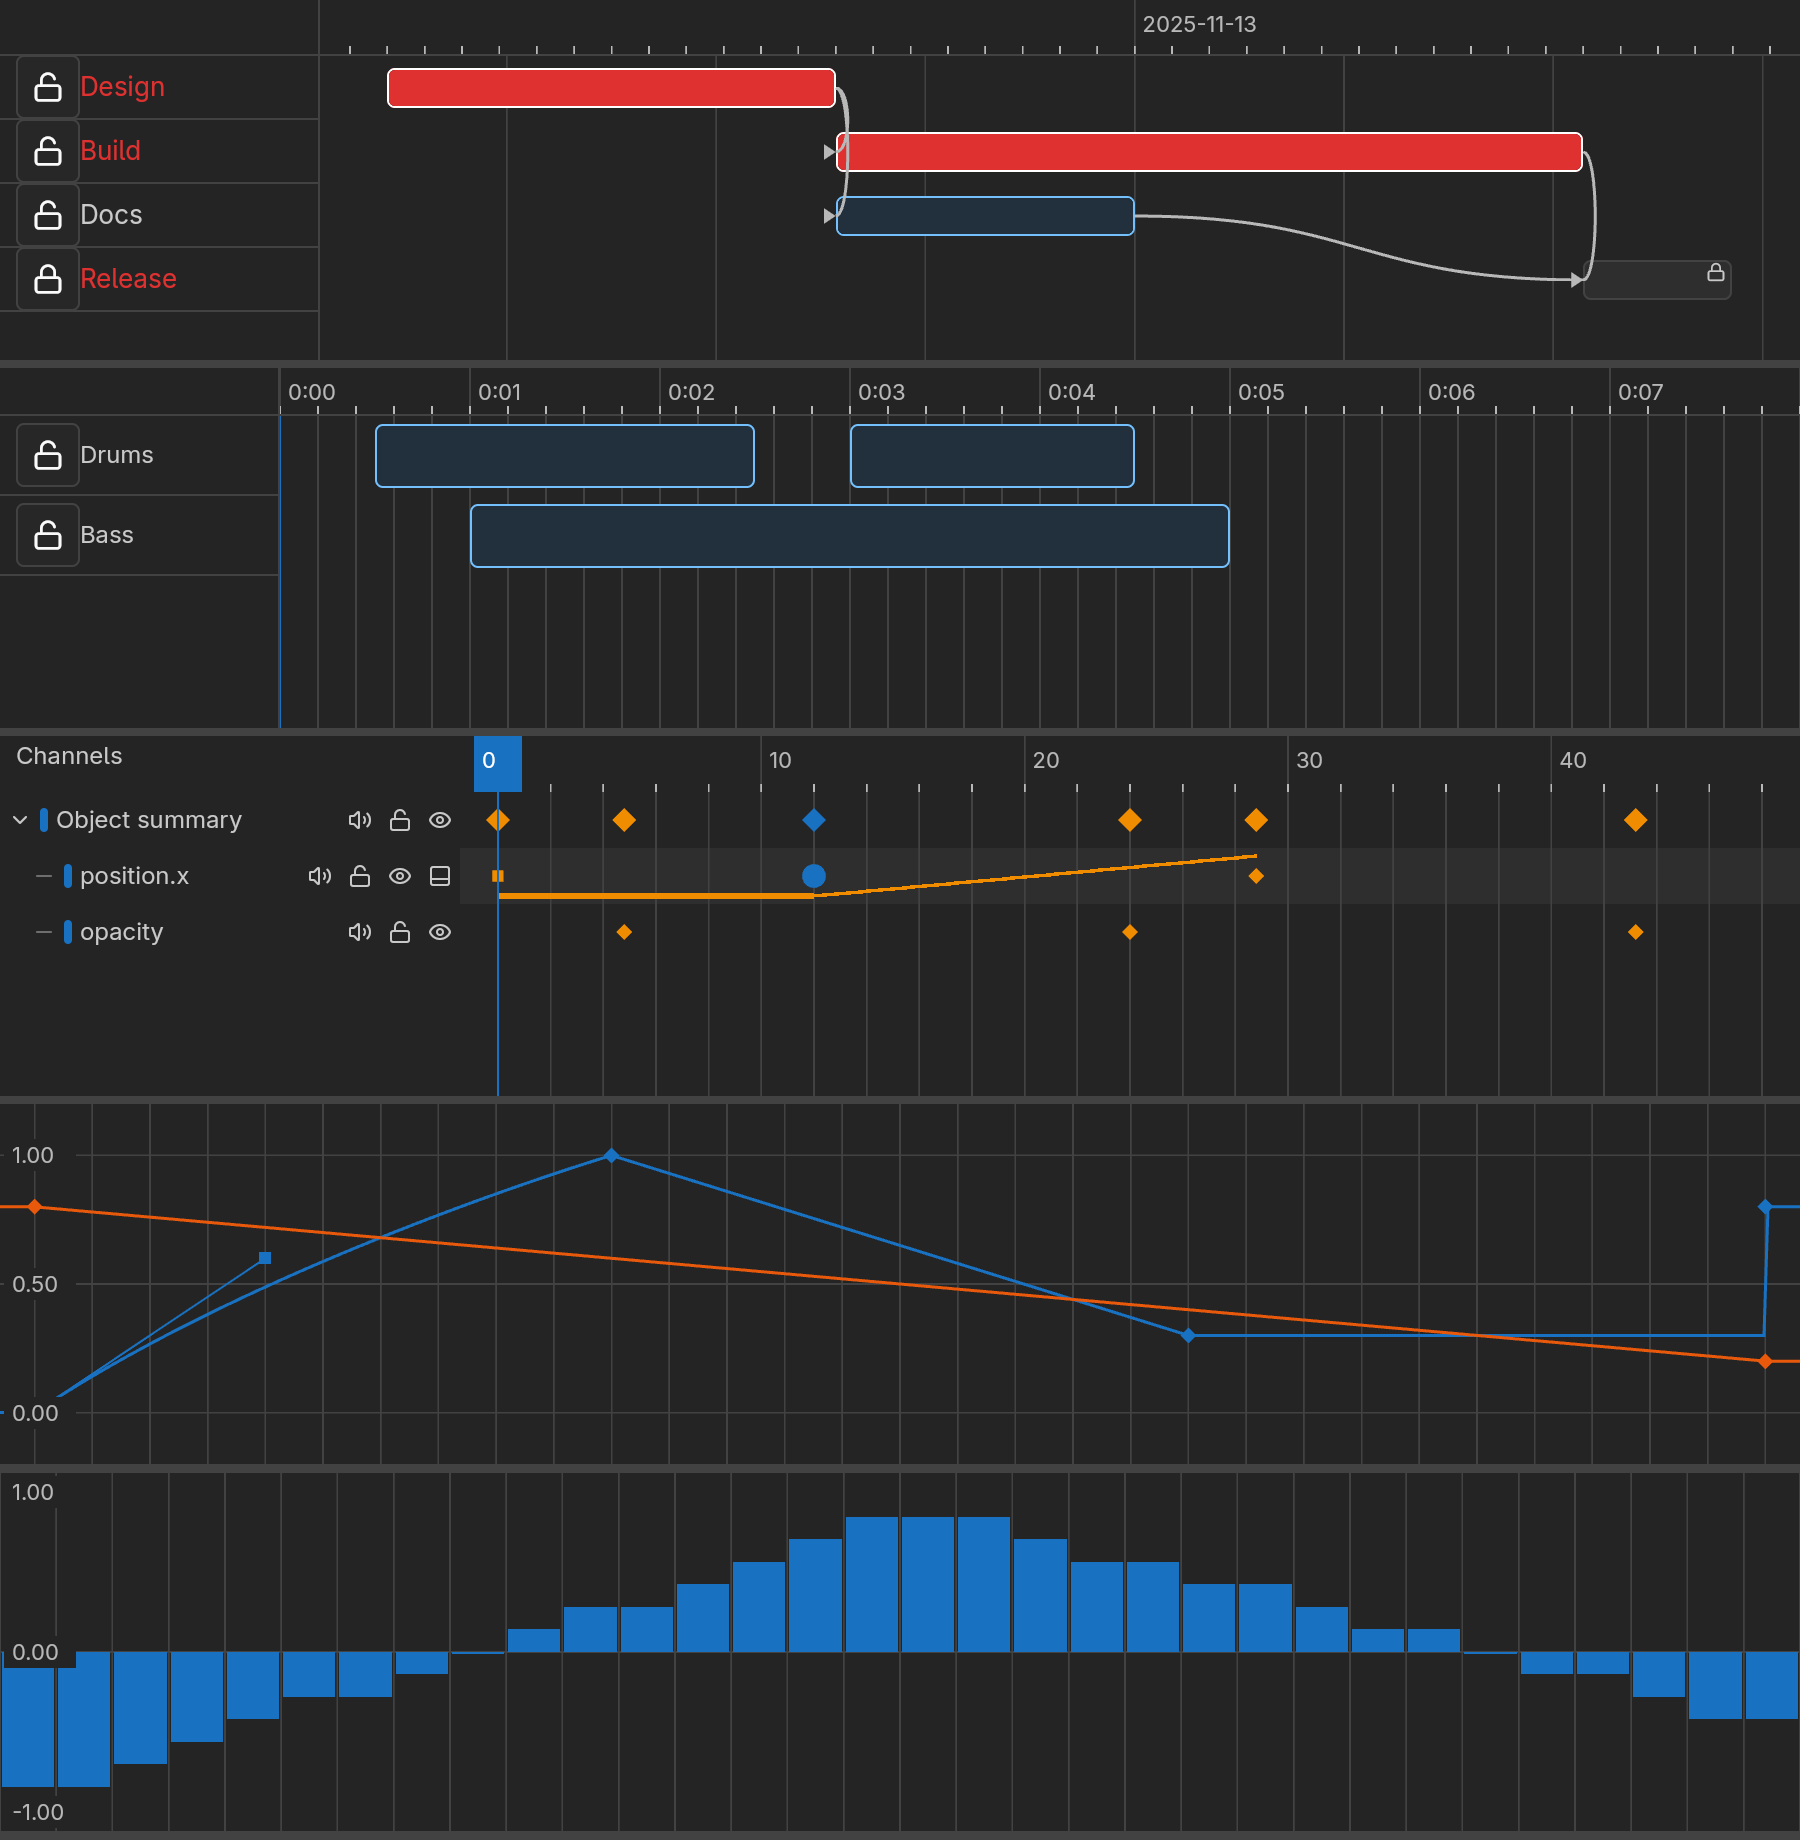 2025-11-13
Design
Build
Docs
Release
0:00 0:01 0:02 0:03 0:04 0:05 0:06 0:07
Drums
Bass
Channels 0 10 20 30 40
Object summary
position.x
opacity
1.00
0.50
0.00
1.00
0.00
-1.00